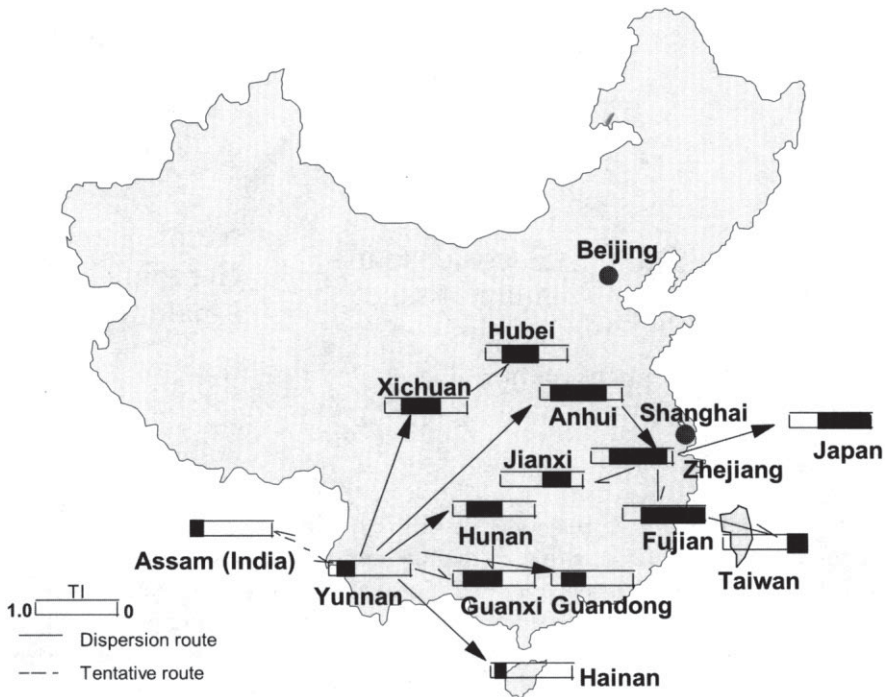 Beijing
Hubei
Xichuan
Anhui
Shanghai
Japan
Jianxi
Zhejiang
Hunan
Fujian
Assam (India)
Taiwan
Yunnan
Guanxi
Guandong
TI
1.0
0
Dispersion route
Hainan
Tentative route